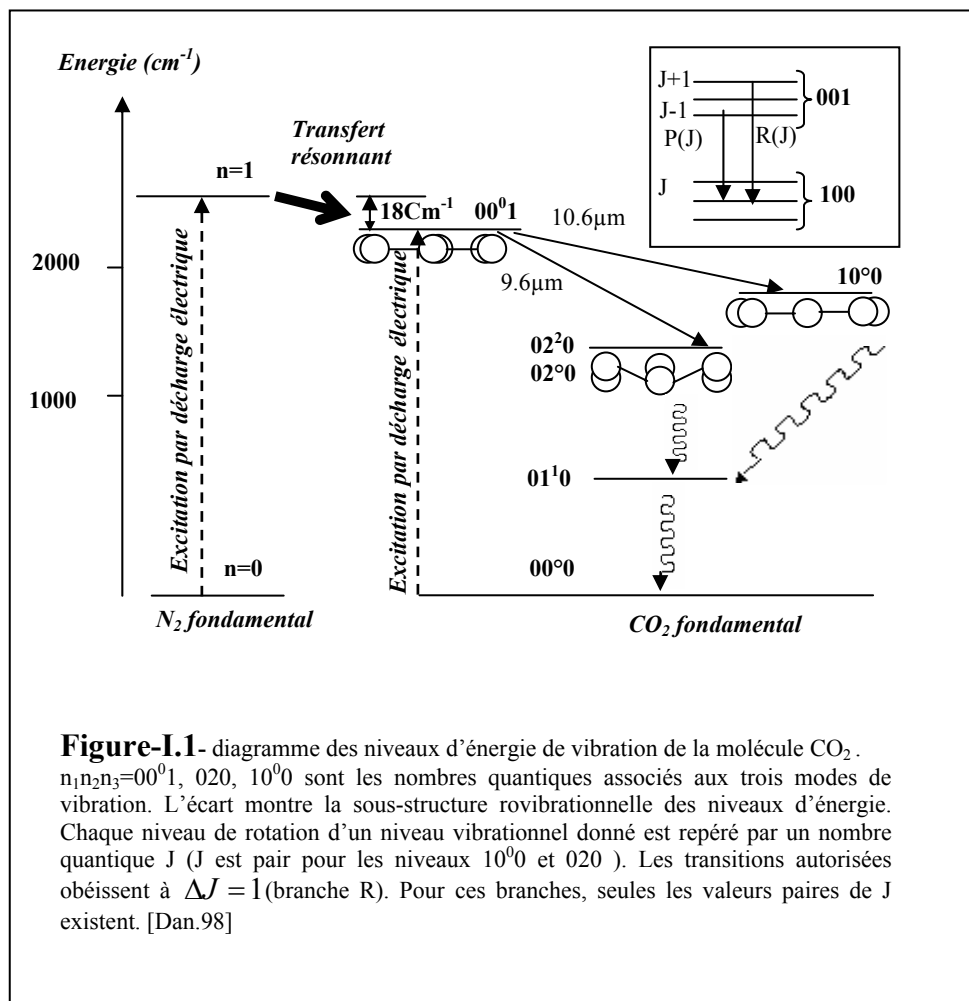 Energie (cm⁻¹)
J+1
001
J-1
P(J)
R(J)
J
100
Transfert
résonnant
n=1
18Cm⁻¹
00⁰1
10.6µm
9.6µm
2000
10°0
02²0
02°0
1000
Excitation par décharge électrique
Excitation par décharge électrique
01¹0
n=0
00°0
N₂ fondamental
CO₂ fondamental
Figure-I.1- diagramme des niveaux d’énergie de vibration de la molécule CO₂ .
n₁n₂n₃=00⁰1, 020, 10⁰0 sont les nombres quantiques associés aux trois modes de
vibration. L’écart montre la sous-structure rovibrationnelle des niveaux d’énergie.
Chaque niveau de rotation d’un niveau vibrationnel donné est repéré par un nombre
quantique J (J est pair pour les niveaux 10⁰0 et 020 ). Les transitions autorisées
obéissent à ΔJ = 1(branche R). Pour ces branches, seules les valeurs paires de J
existent. [Dan.98]